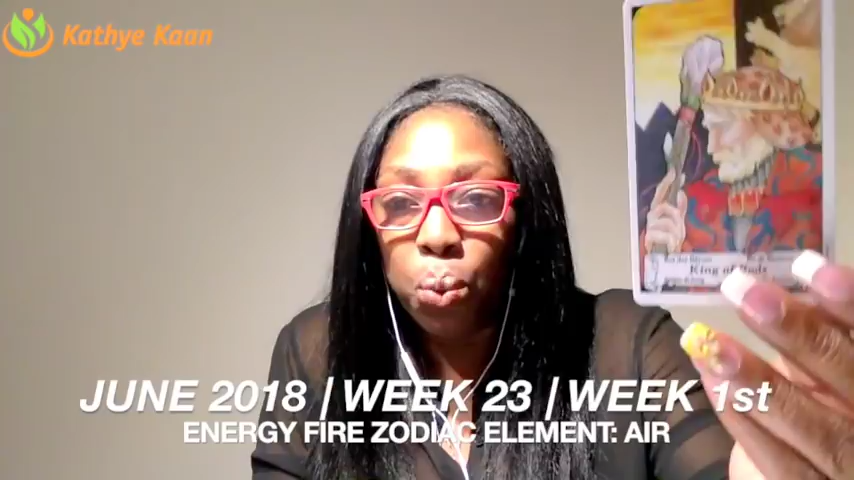 Kathye Kaan
King of Rods
JUNE 2018 | WEEK 23 | WEEK 1st
ENERGY FIRE ZODIAC ELEMENT: AIR